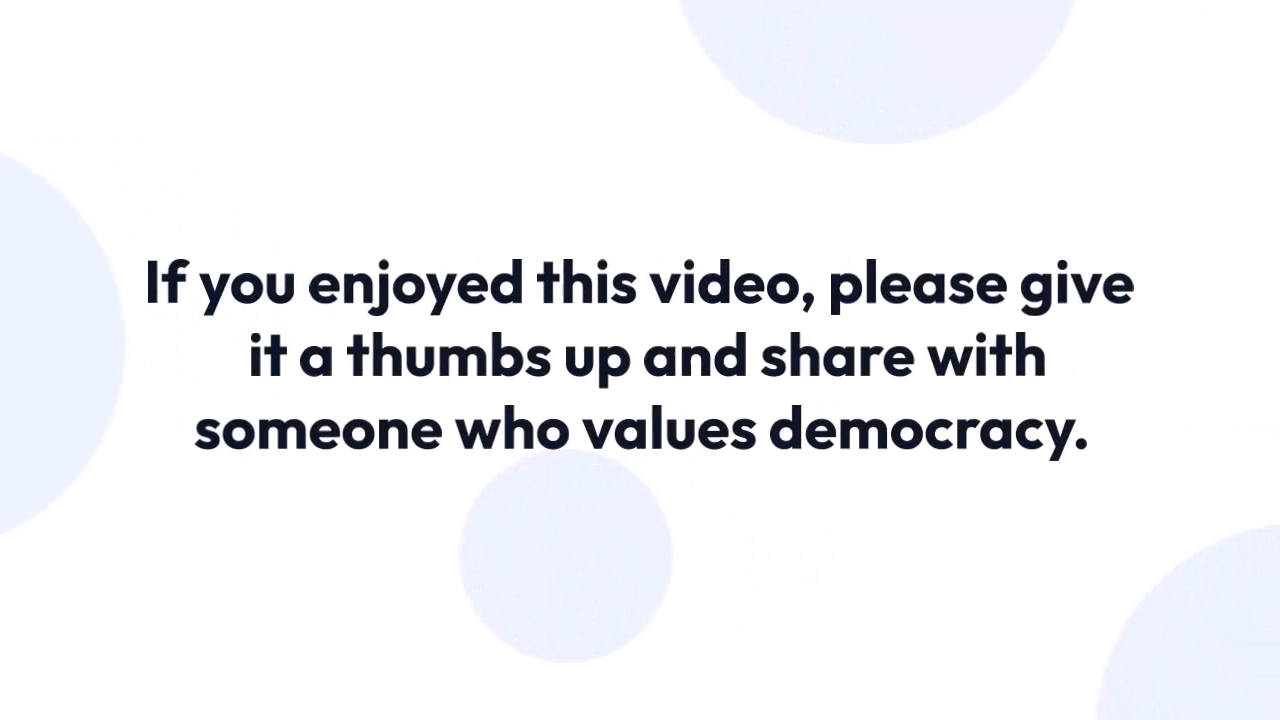 If you enjoyed this video, please give
it a thumbs up and share with
someone who values democracy.